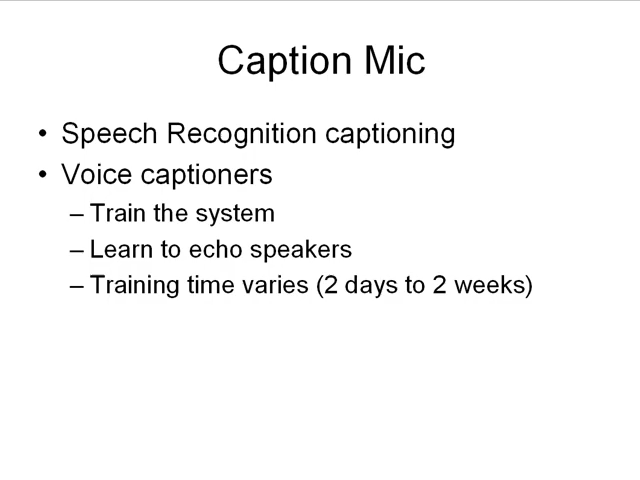 Caption Mic
• Speech Recognition captioning
• Voice captioners
– Train the system
– Learn to echo speakers
– Training time varies (2 days to 2 weeks)